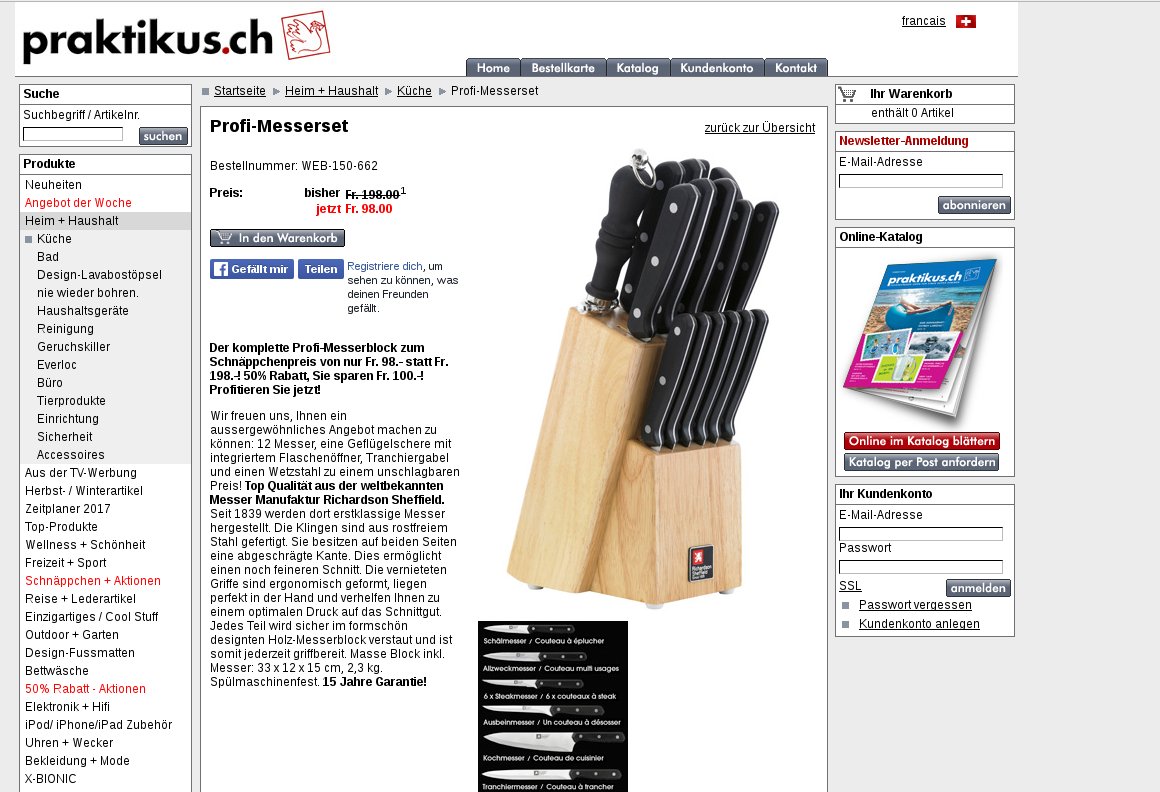 praktikus.ch
francais
Home
Bestellkarte
Katalog
Kundenkonto
Kontakt
Suche
Suchbegriff / Artikelnr.
suchen
Produkte
Neuheiten
Angebot der Woche
Heim + Haushalt
Küche
Bad
Design-Lavabostöpsel
nie wieder bohren.
Haushaltsgeräte
Reinigung
Geruchskiller
Everloc
Büro
Tierprodukte
Einrichtung
Sicherheit
Accessoires
Aus der TV-Werbung
Herbst- / Winterartikel
Zeitplaner 2017
Top-Produkte
Wellness + Schönheit
Freizeit + Sport
Schnäppchen + Aktionen
Reise + Lederartikel
Einzigartiges / Cool Stuff
Outdoor + Garten
Design-Fussmatten
Bettwäsche
50% Rabatt - Aktionen
Elektronik + Hifi
iPod/ iPhone/iPad Zubehör
Uhren + Wecker
Bekleidung + Mode
X-BIONIC
Startseite Heim + Haushalt Küche Profi-Messerset
Profi-Messerset
zurück zur Übersicht
Bestellnummer: WEB-150-662
Preis: bisher Fr. 198.00 1
jetzt Fr. 98.00
In den Warenkorb
Gefällt mir
Teilen
Registriere dich, um
sehen zu können, was
deinen Freunden
gefällt.
Der komplette Profi-Messerblock zum
Schnäppchenpreis von nur Fr. 98.- statt Fr.
198.-! 50% Rabatt, Sie sparen Fr. 100.-!
Profitieren Sie jetzt!
Wir freuen uns, Ihnen ein
aussergewöhnliches Angebot machen zu
können: 12 Messer, eine Geflügelschere mit
integriertem Flaschenöffner, Tranchiergabel
und einen Wetzstahl zu einem unschlagbaren
Preis! Top Qualität aus der weltbekannten
Messer Manufaktur Richardson Sheffield.
Seit 1839 werden dort erstklassige Messer
hergestellt. Die Klingen sind aus rostfreiem
Stahl gefertigt. Sie besitzen auf beiden Seiten
eine abgeschrägte Kante. Dies ermöglicht
einen noch feineren Schnitt. Die vernieteten
Griffe sind ergonomisch geformt, liegen
perfekt in der Hand und verhelfen Ihnen zu
einem optimalen Druck auf das Schnittgut.
Jedes Teil wird sicher im formschön
designten Holz-Messerblock verstaut und ist
somit jederzeit griffbereit. Masse Block inkl.
Messer: 33 x 12 x 15 cm, 2,3 kg.
Spülmaschinenfest. 15 Jahre Garantie!
Richardson
Sheffield
Schälmesser / Couteau à éplucher
Allzweckmesser / Couteau multi usages
6 x Steakmesser / 6 x couteaux à steak
Ausbeinmesser / Un couteau à désosser
Kochmesser / Couteau de cuisinier
Tranchiermesser / Couteau à trancher
Ihr Warenkorb
enthält 0 Artikel
Newsletter-Anmeldung
E-Mail-Adresse
abonnieren
Online-Katalog
praktikus.ch
Online im Katalog blättern
Katalog per Post anfordern
Ihr Kundenkonto
E-Mail-Adresse
Passwort
SSL
anmelden
Passwort vergessen
Kundenkonto anlegen